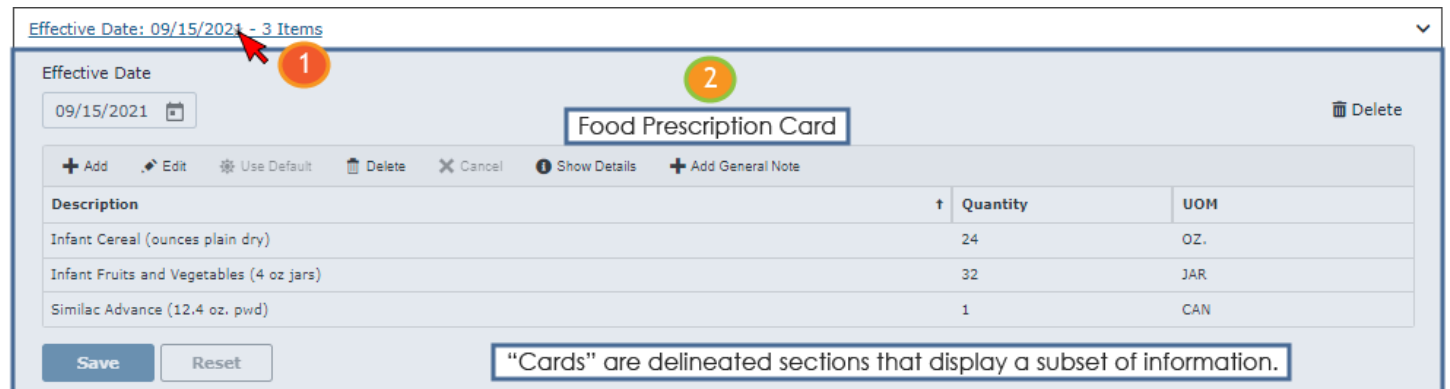 Effective Date: 09/15/2021 - 3 Items
1
Effective Date
2
09/15/2021
Delete
Food Prescription Card
Add Edit Use Default Delete Cancel Show Details Add General Note
Description Quantity UOM
Infant Cereal (ounces plain dry) 24 OZ.
Infant Fruits and Vegetables (4 oz jars) 32 JAR
Similac Advance (12.4 oz. pwd) 1 CAN
Save Reset
“Cards” are delineated sections that display a subset of information.